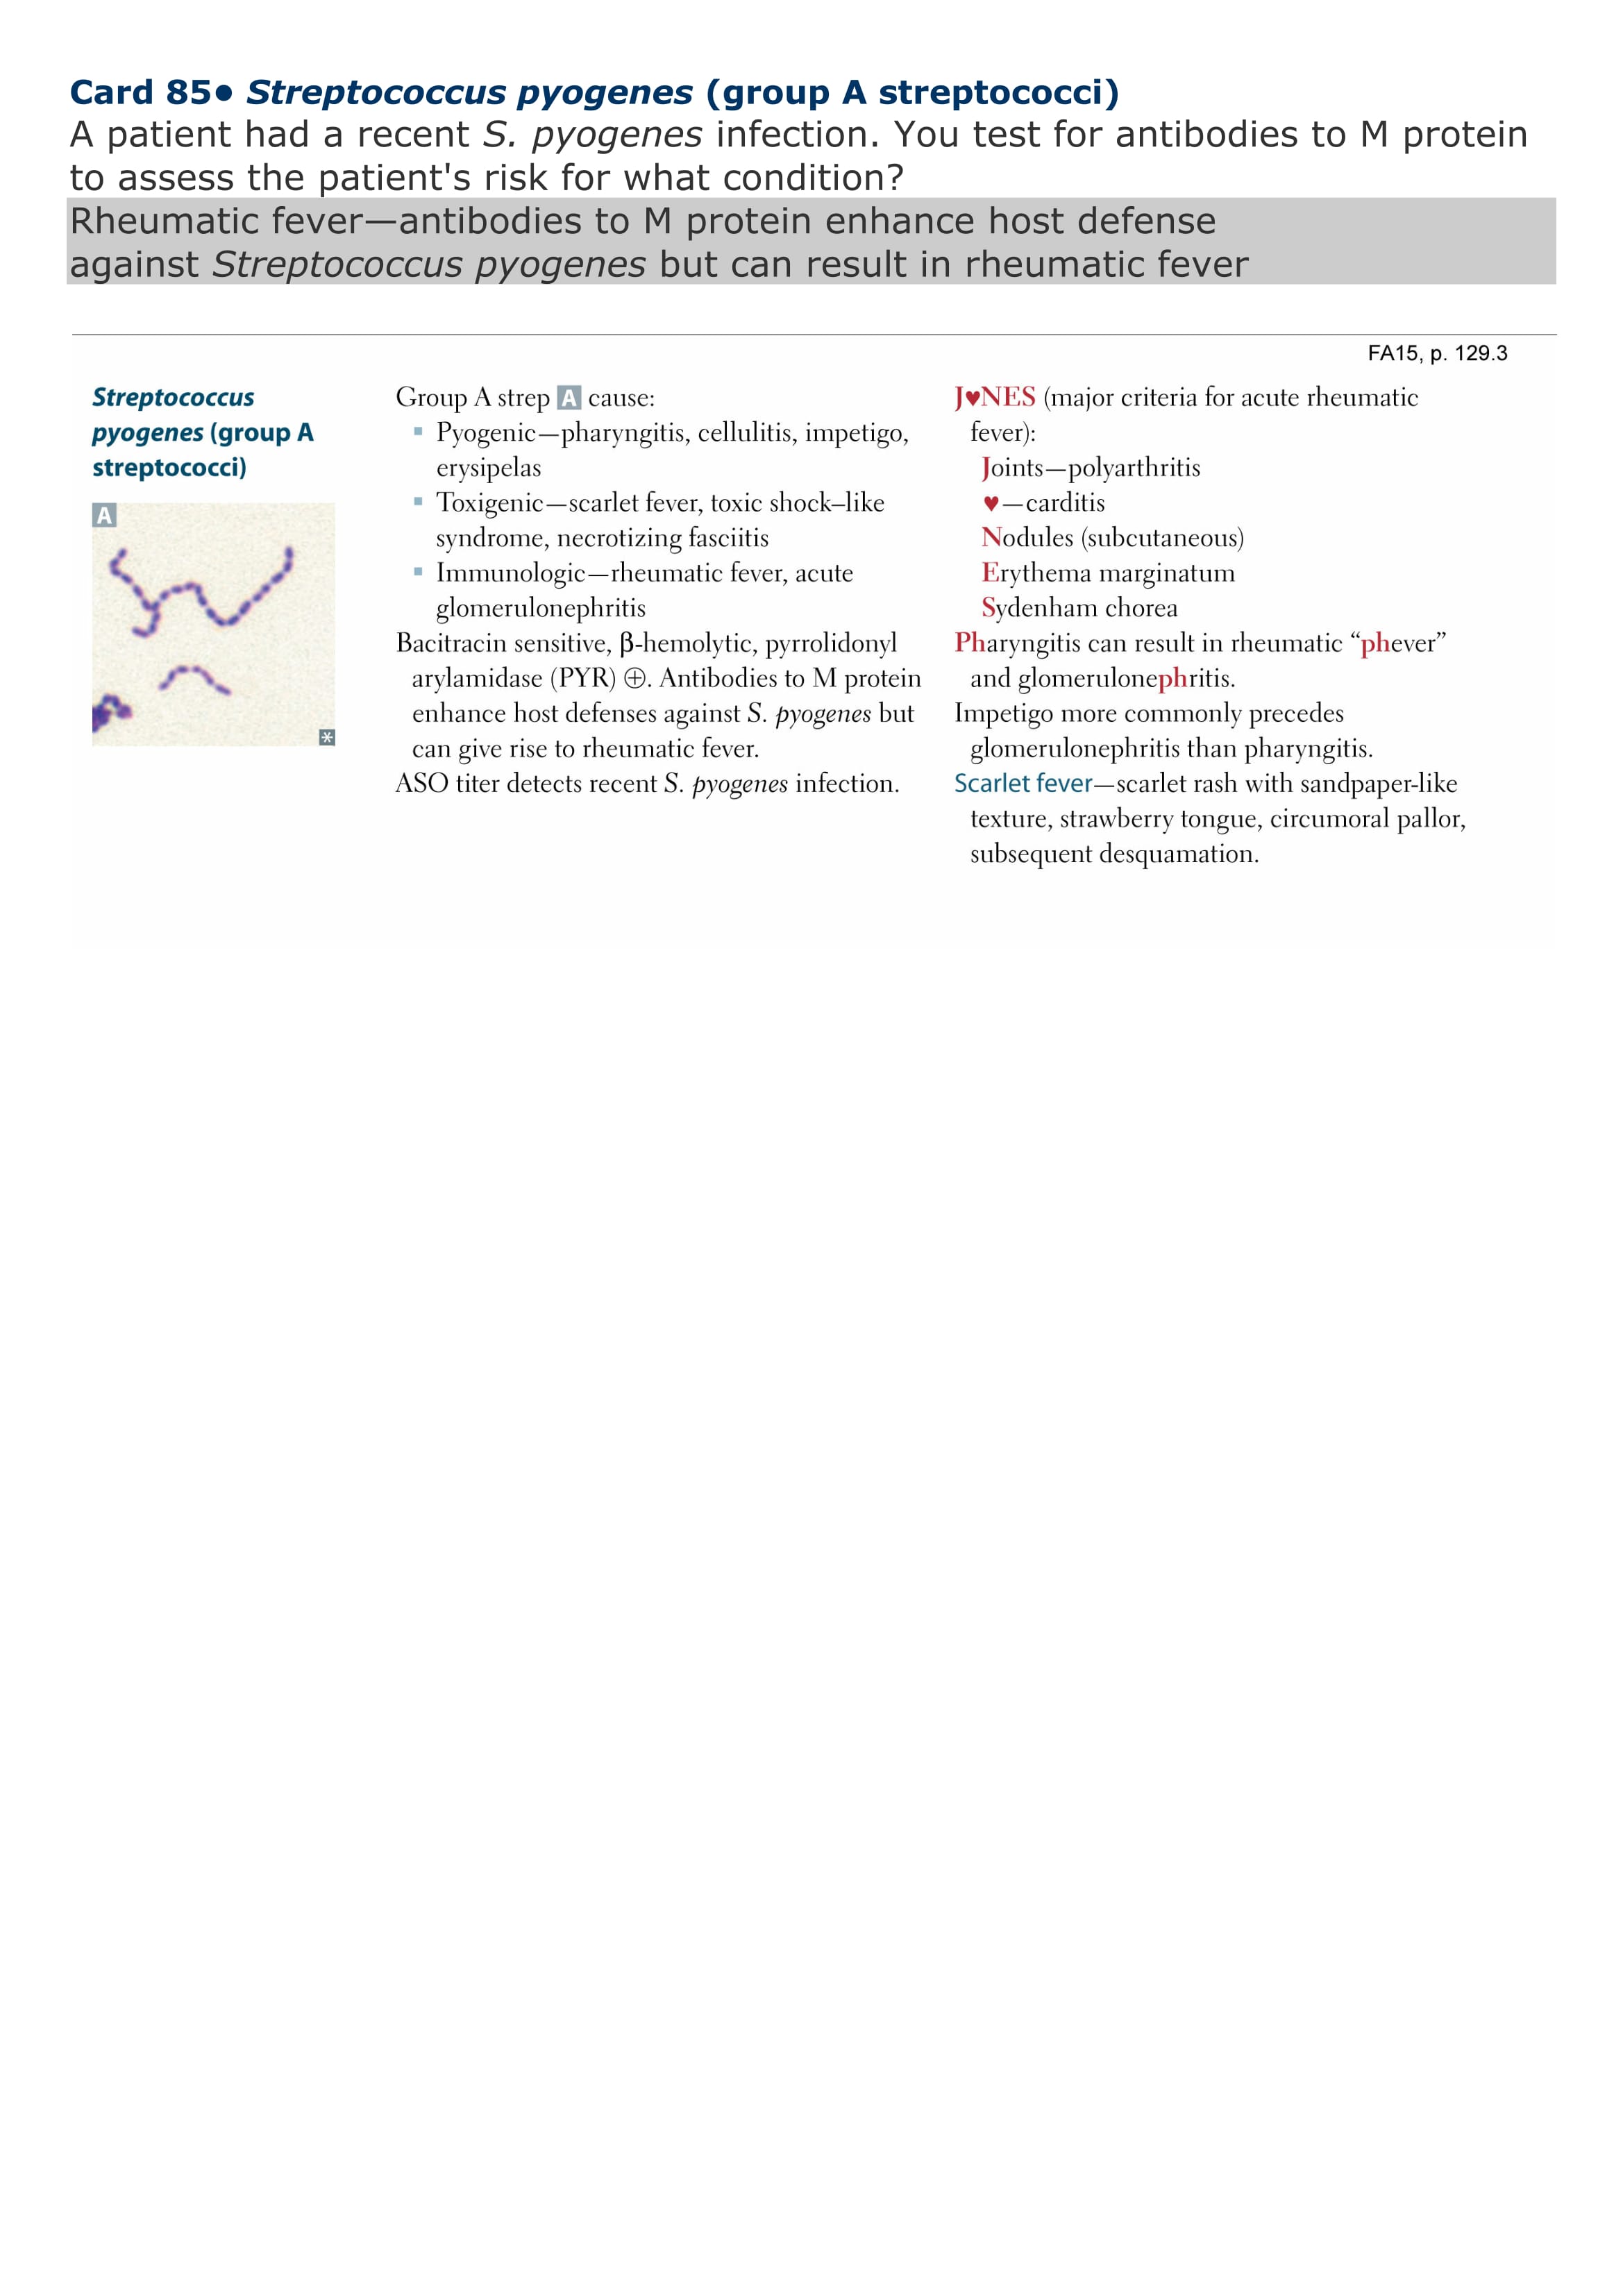 Card 85● Streptococcus pyogenes (group A streptococci)
A patient had a recent S. pyogenes infection. You test for antibodies to M protein
to assess the patient's risk for what condition?
Rheumatic fever—antibodies to M protein enhance host defense
against Streptococcus pyogenes but can result in rheumatic fever
FA15, p. 129.3
Streptococcus
pyogenes (group A
streptococci)
A
*
Group A strep A cause:
▪ Pyogenic—pharyngitis, cellulitis, impetigo,
erysipelas
▪ Toxigenic—scarlet fever, toxic shock–like
syndrome, necrotizing fasciitis
▪ Immunologic—rheumatic fever, acute
glomerulonephritis
Bacitracin sensitive, β-hemolytic, pyrrolidonyl
arylamidase (PYR) ⊕. Antibodies to M protein
enhance host defenses against S. pyogenes but
can give rise to rheumatic fever.
ASO titer detects recent S. pyogenes infection.
J♥NES (major criteria for acute rheumatic
fever):
Joints—polyarthritis
♥—carditis
Nodules (subcutaneous)
Erythema marginatum
Sydenham chorea
Pharyngitis can result in rheumatic “phever”
and glomerulonephritis.
Impetigo more commonly precedes
glomerulonephritis than pharyngitis.
Scarlet fever—scarlet rash with sandpaper-like
texture, strawberry tongue, circumoral pallor,
subsequent desquamation.